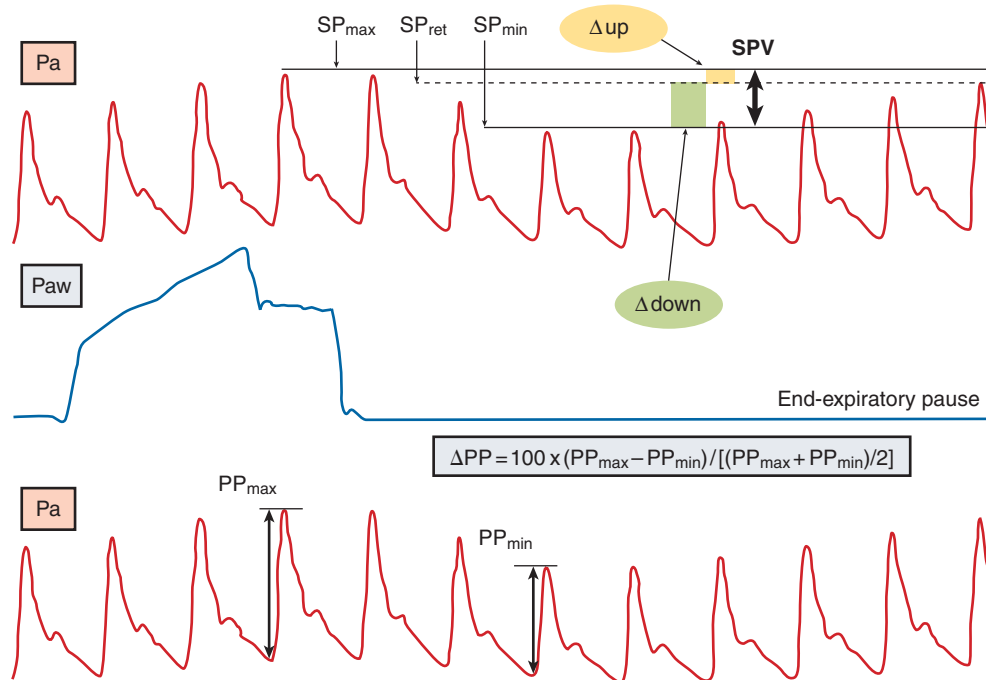 SPmax SPret SPmin Δup
SPV
Pa
Δdown
Paw
End-expiratory pause
ΔPP = 100 x (PPmax – PPmin) / [(PPmax + PPmin)/2]
PPmax
Pa
PPmin